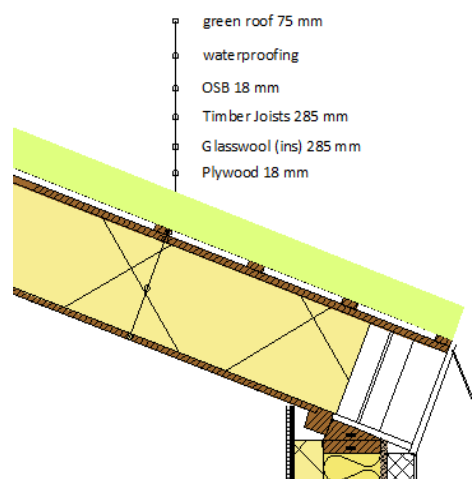 green roof 75 mm
waterproofing
OSB 18 mm
Timber Joists 285 mm
Glasswool (ins) 285 mm
Plywood 18 mm